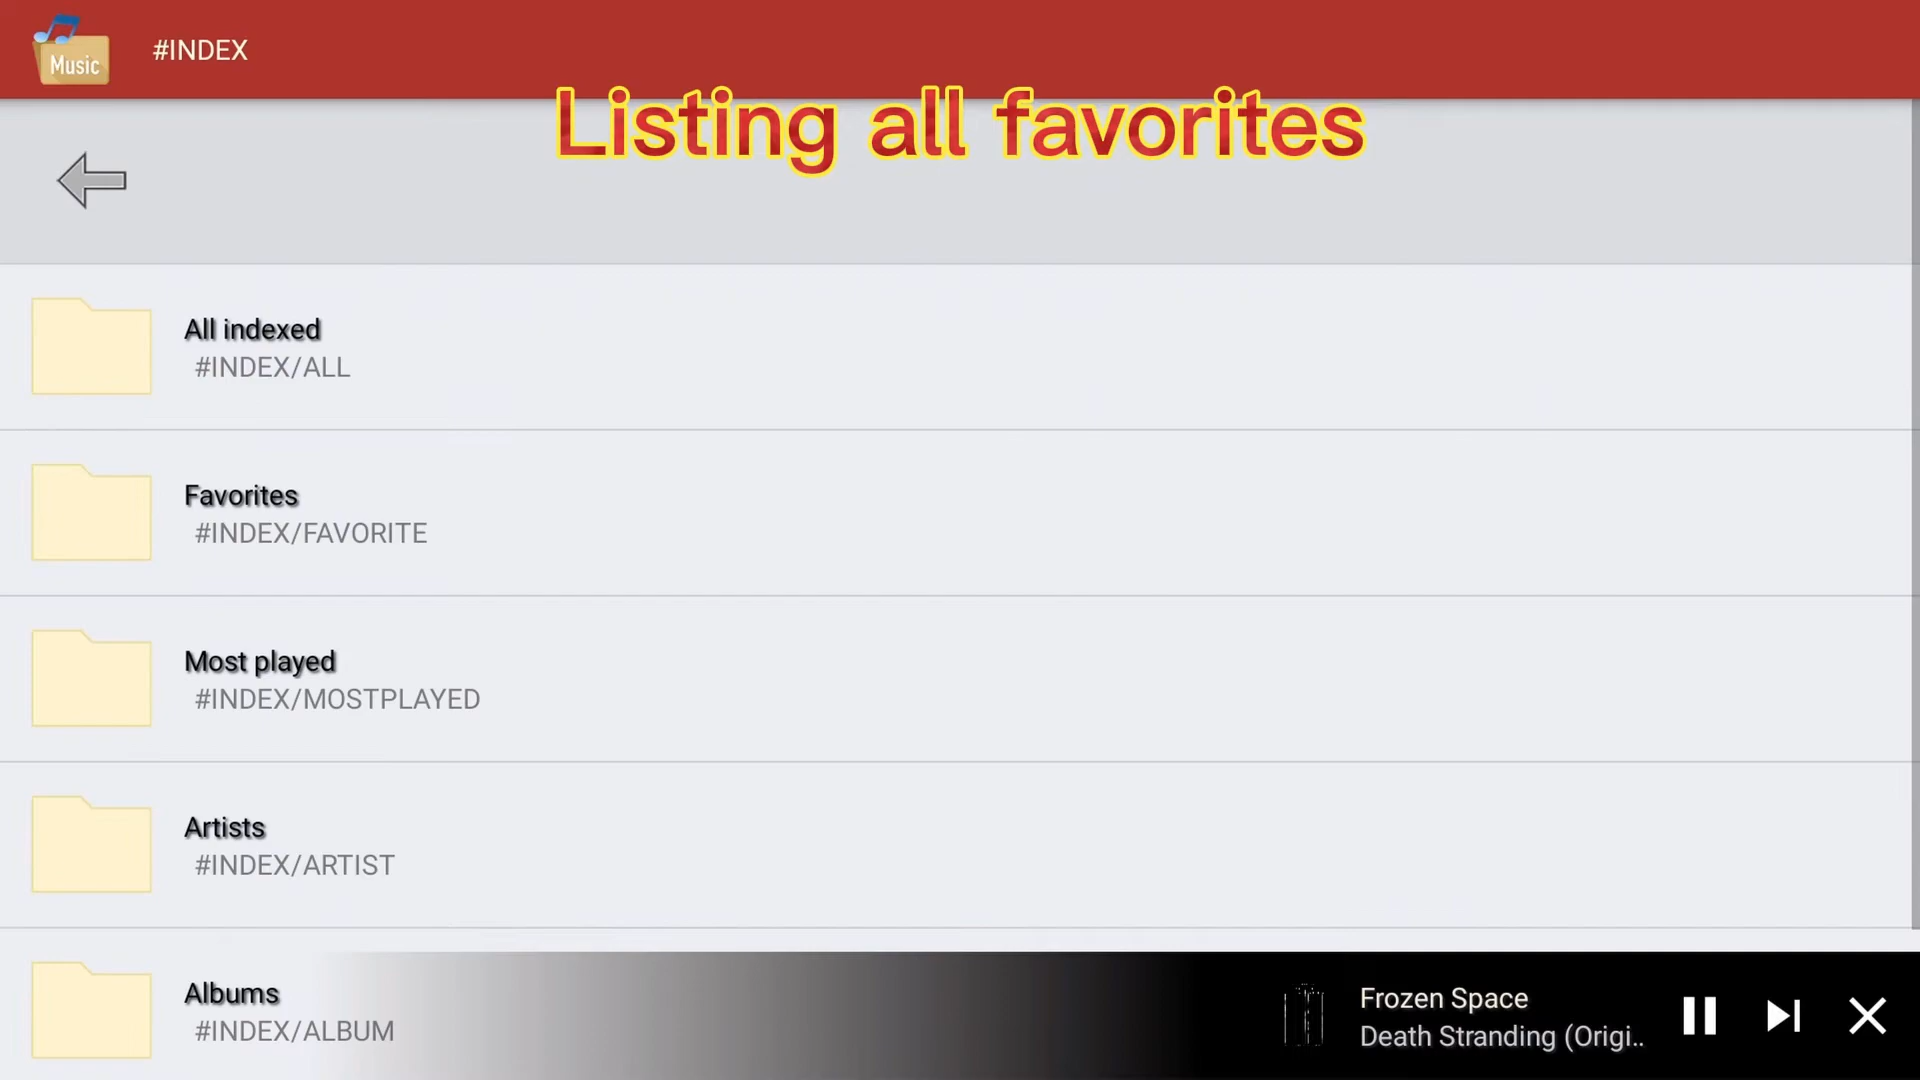 Music
#INDEX
Listing all favorites
All indexed
#INDEX/ALL
Favorites
#INDEX/FAVORITE
Most played
#INDEX/MOSTPLAYED
Artists
#INDEX/ARTIST
Albums
#INDEX/ALBUM
Frozen Space
Death Stranding (Origi..